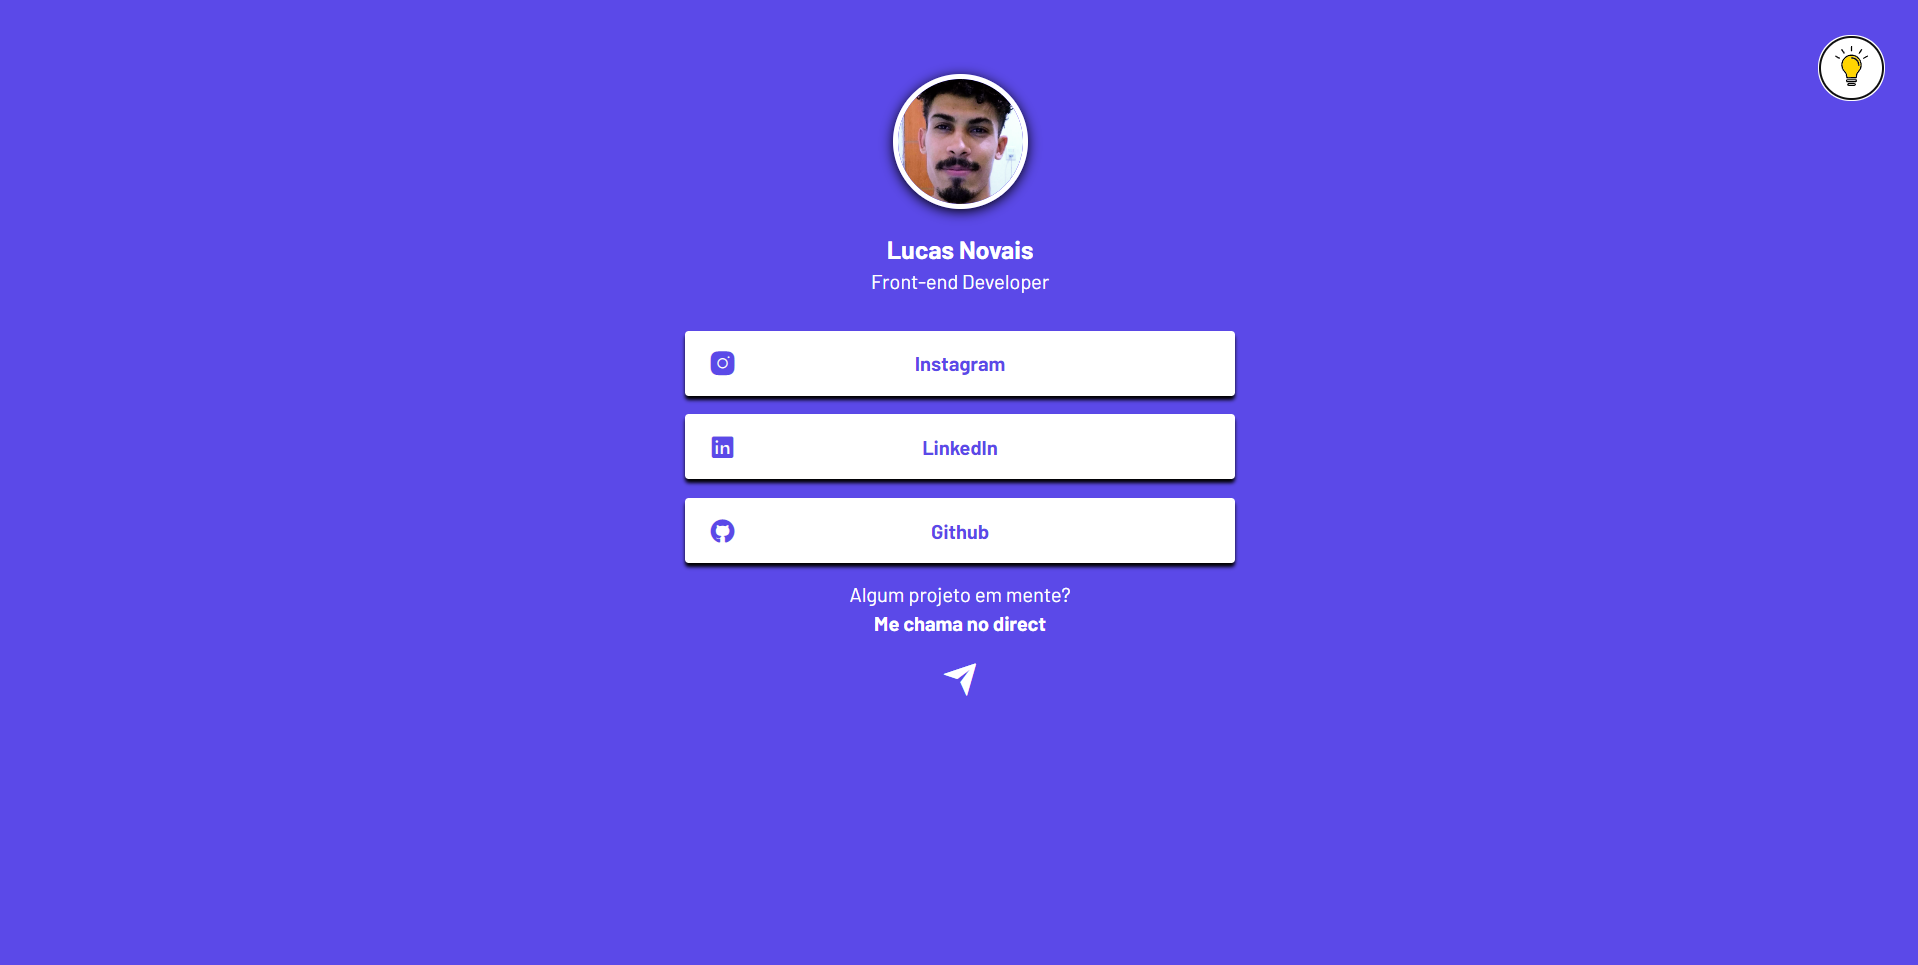 Lucas Novais
Front-end Developer
Instagram
LinkedIn
Github
Algum projeto em mente?
Me chama no direct